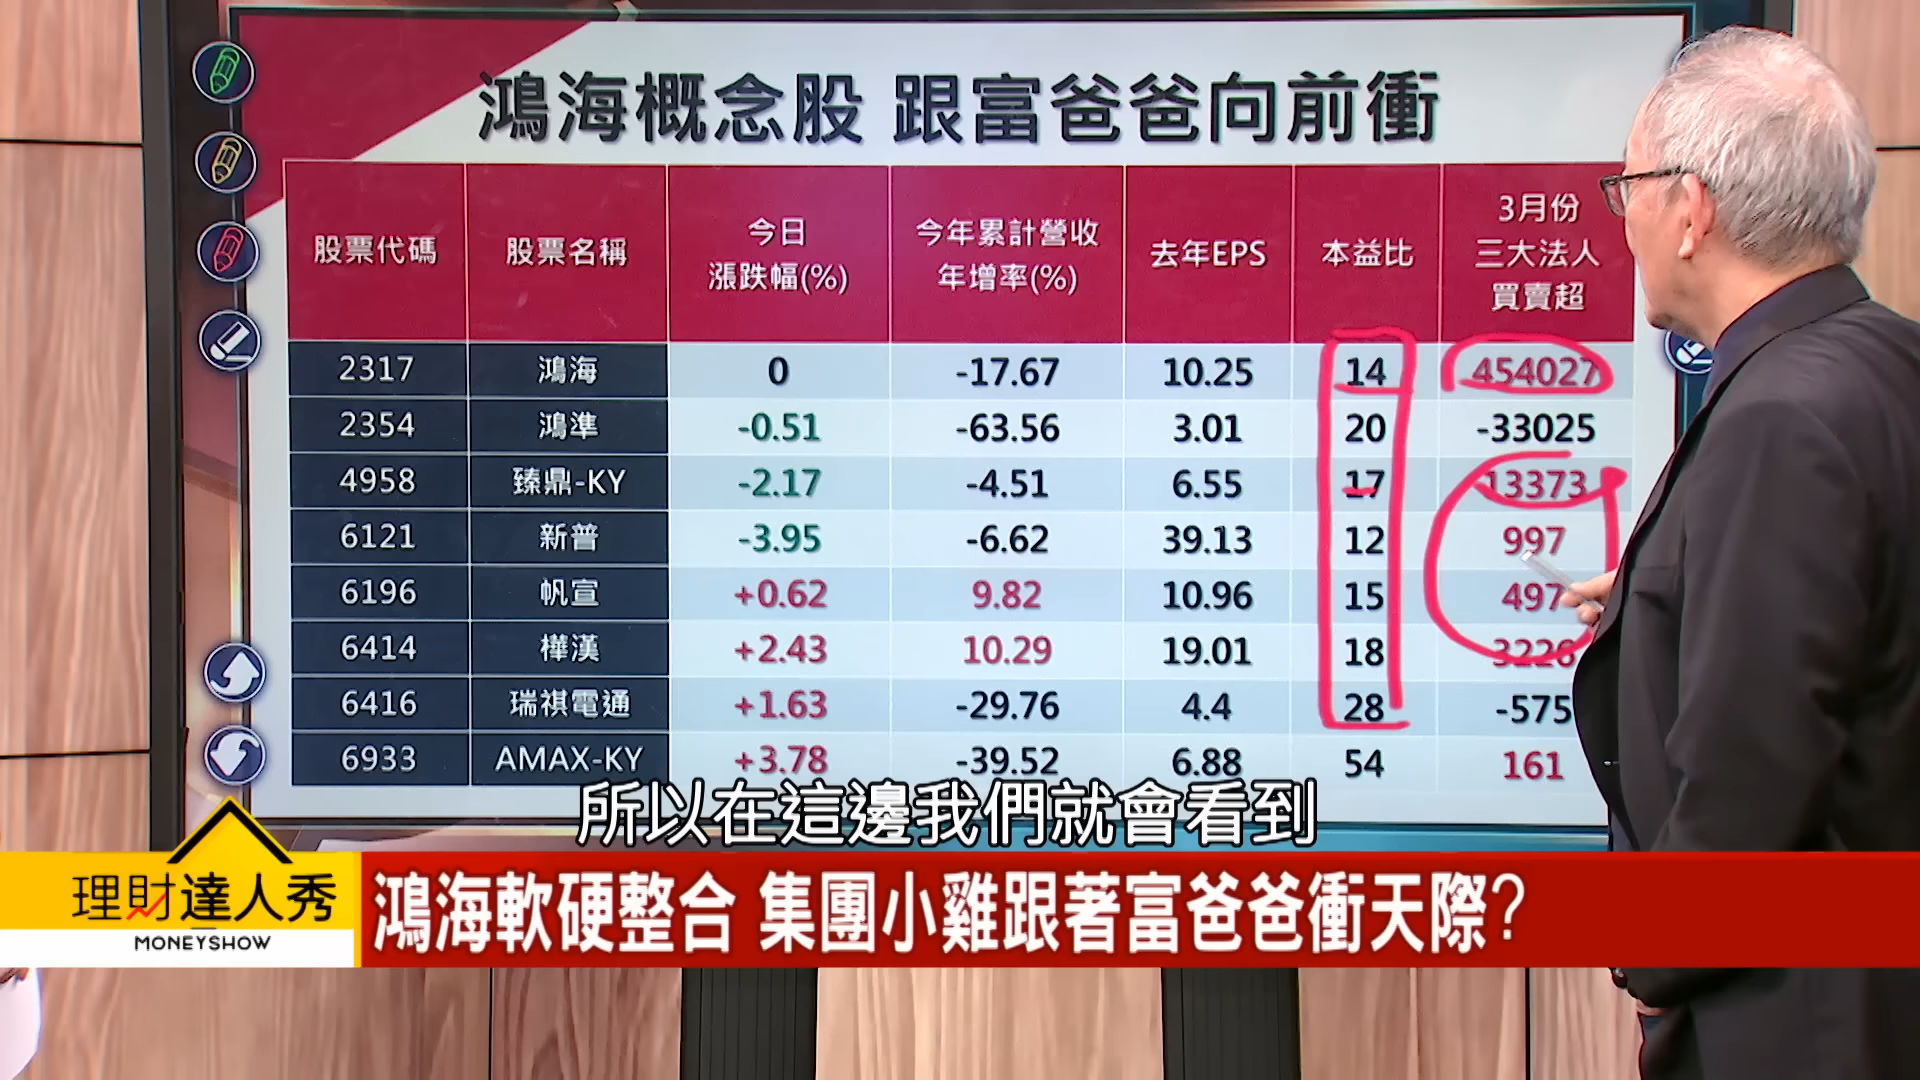 鴻海概念股 跟富爸爸向前衝
股票代碼 股票名稱 今日漲跌幅(%) 今年累計營收年增率(%) 去年EPS 本益比 3月份三大法人買賣超
2317 鴻海 0 -17.67 10.25 14 454027
2354 鴻準 -0.51 -63.56 3.01 20 -33025
4958 臻鼎-KY -2.17 -4.51 6.55 17 13373
6121 新普 -3.95 -6.62 39.13 12 997
6196 帆宣 +0.62 9.82 10.96 15 497
6414 樺漢 +2.43 10.29 19.01 18 3226
6416 瑞祺電通 +1.63 -29.76 4.4 28 -575
6933 AMAX-KY +3.78 -39.52 6.88 54 161
所以在這邊我們就會看到
理財達人秀
MONEYSHOW
鴻海軟硬整合 集團小雞跟著富爸爸衝天際?